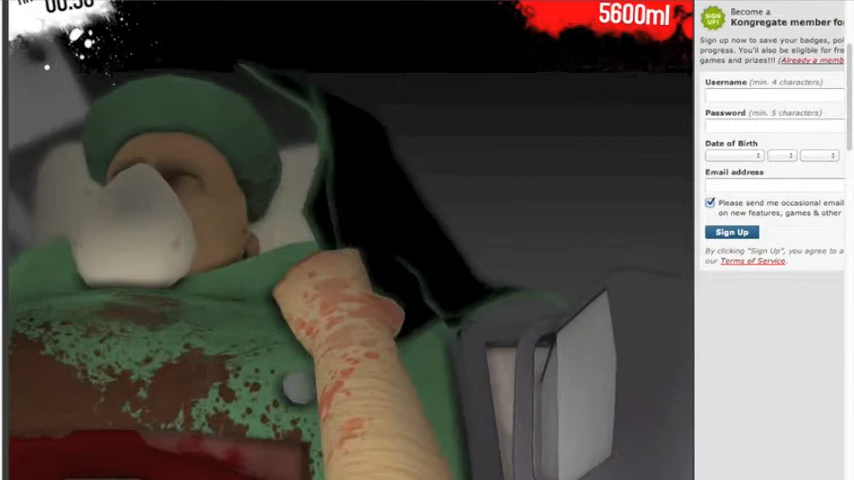 00:50
5600ml
SIGN UP!
Become a
Kongregate member fo
Sign up now to save your badges, poi
progress. You'll also be eligible for fre
games and prizes!!! (Already a memb
Username (min. 4 characters)
Password (min. 5 characters)
Date of Birth
Email address
Please send me occasional email
on new features, games & other
Sign Up
By clicking "Sign Up", you agree to a
our Terms of Service.